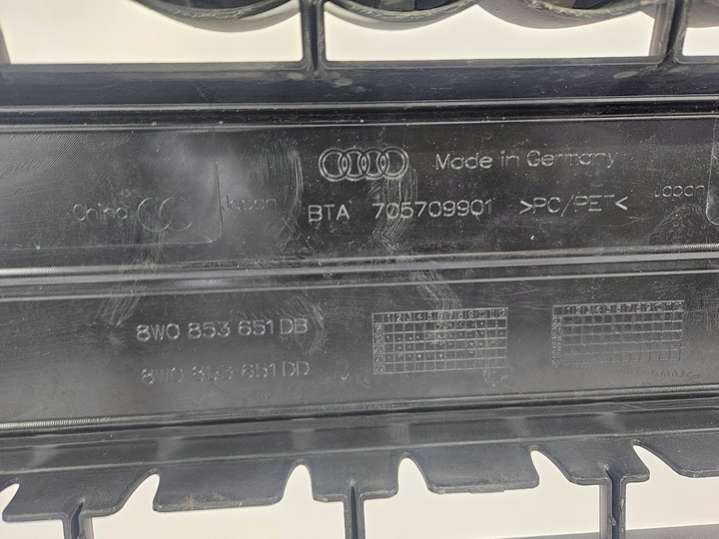 Made in Germany
China Japan BTA 705709901 >PC/PET< Japan
8W0 853 651 DB
8W0 853 651 DD